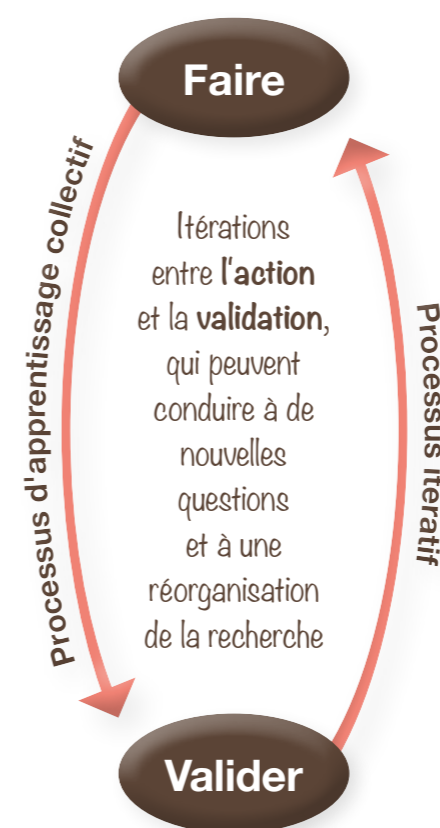 Faire
Processus d'apprentissage collectif
Itérations
entre l'action
et la validation,
qui peuvent
conduire à de
nouvelles
questions
et à une
réorganisation
de la recherche
Processus itératif
Valider